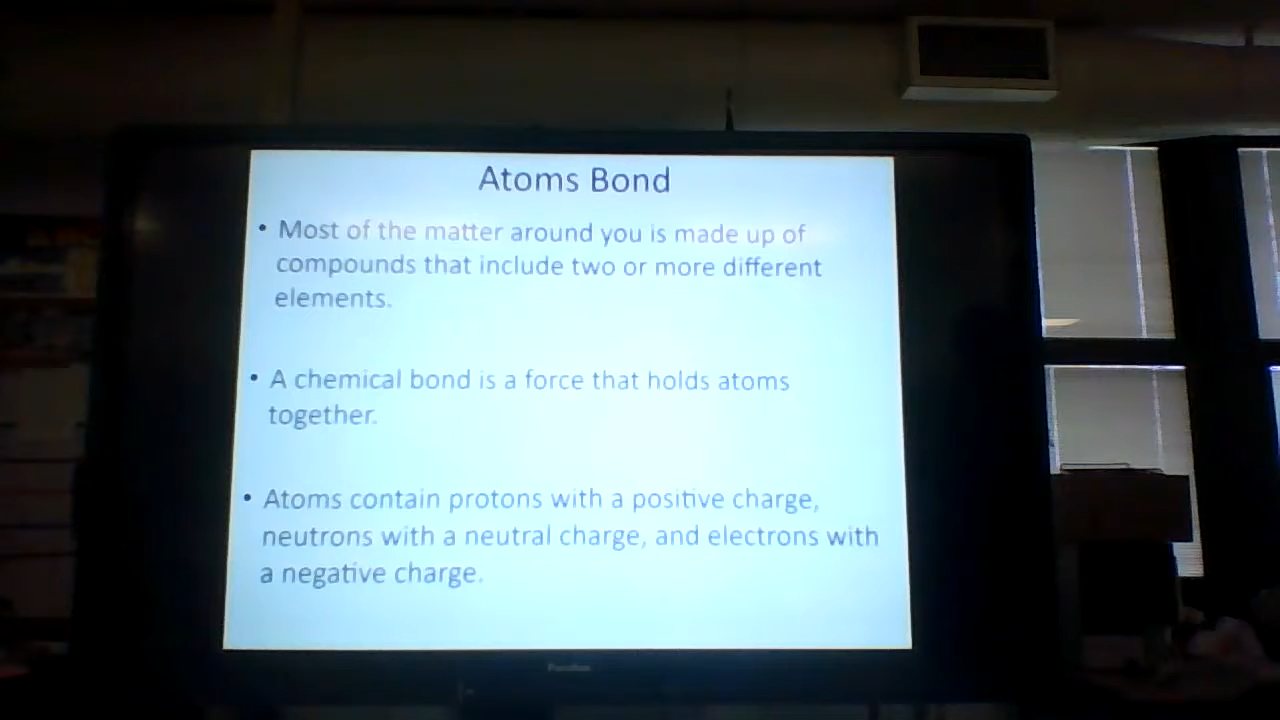 Atoms Bond
• Most of the matter around you is made up of
compounds that include two or more different
elements.
• A chemical bond is a force that holds atoms
together.
• Atoms contain protons with a positive charge,
neutrons with a neutral charge, and electrons with
a negative charge.